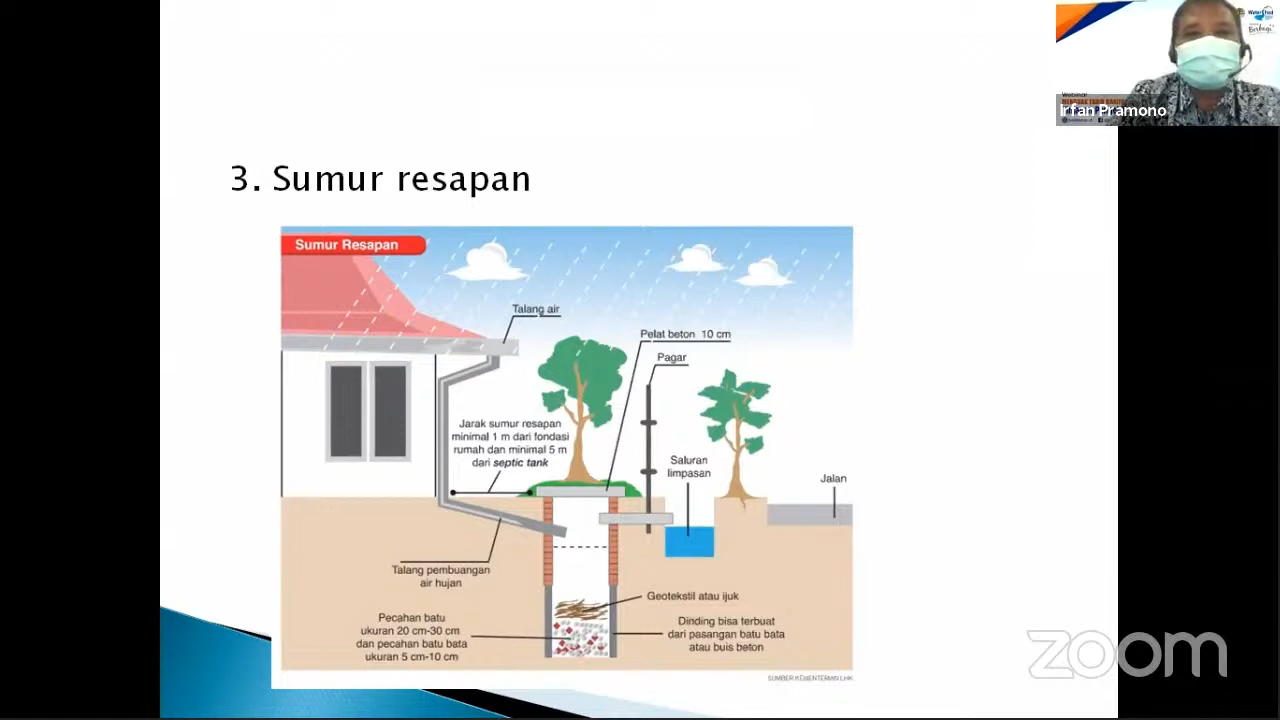 3. Sumur resapan
Sumur Resapan
Talang air
Pelat beton 10 cm
Pagar
Jarak sumur resapan
minimal 1 m dari fondasi
rumah dan minimal 5 m
dari septic tank
Saluran
limpasan
Jalan
Talang pembuangan
air hujan
Geotekstil atau ijuk
Pecahan batu
ukuran 20 cm-30 cm
dan pecahan batu bata
ukuran 5 cm-10 cm
Dinding bisa terbuat
dari pasangan batu bata
atau buis beton
SUMBER KEMENTERIAN LHK
Webinar
Irfan Pramono
zoom